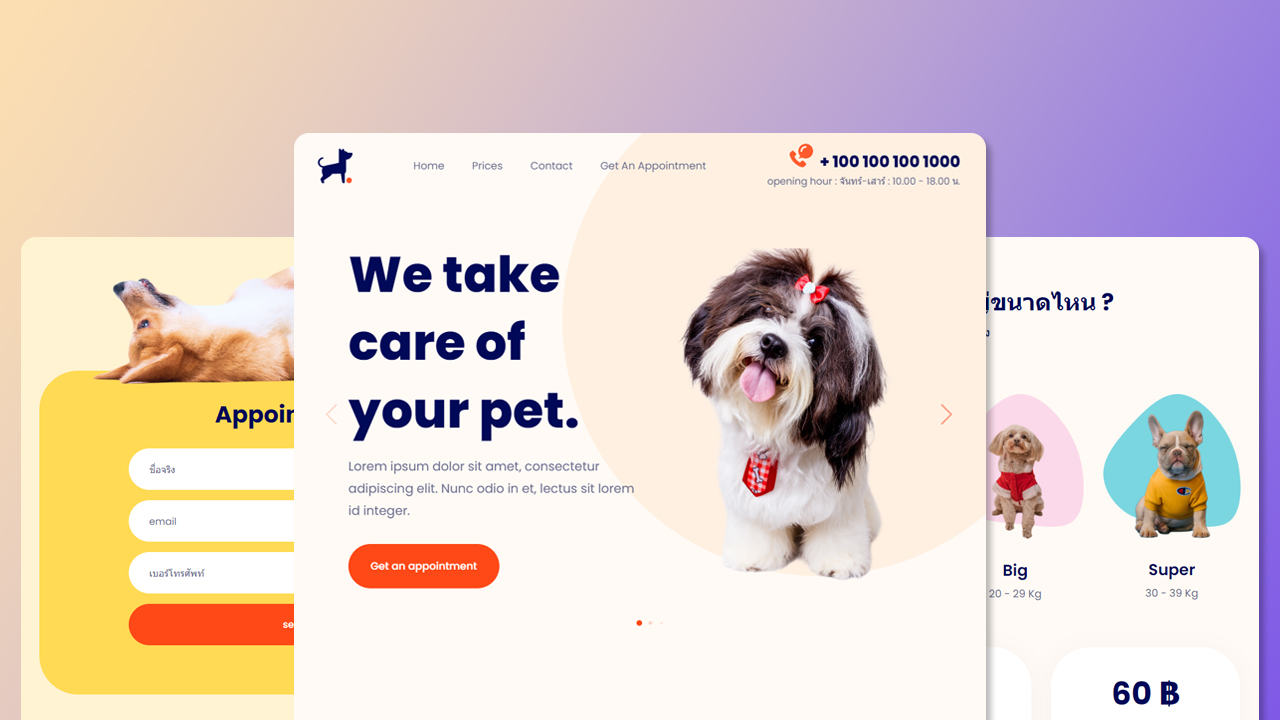 Home
Prices
Contact
Get An Appointment
+ 100 100 100 1000
opening hour : จันทร์-เสาร์ : 10.00 - 18.00 น.
We take
care of
your pet.
Lorem ipsum dolor sit amet, consectetur
adipiscing elit. Nunc odio in et, lectus sit lorem
id integer.
Get an appointment
ชื่อจริง
email
เบอร์โทรศัพท์
ขนาดไหน ?
Big
20 - 29 Kg
Super
30 - 39 Kg
60 ฿